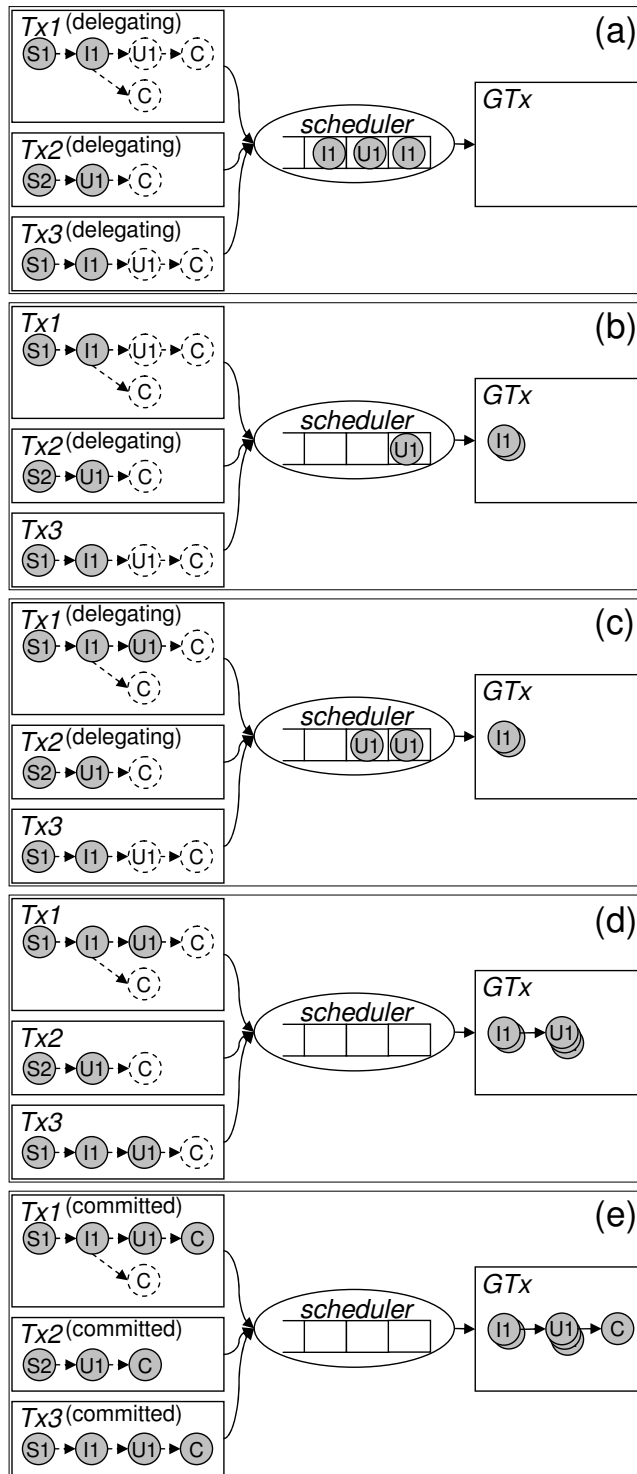 Tx1 (delegating)
(a)
S1 I1 U1 C
C
Tx2 (delegating)
S2 U1 C
Tx3 (delegating)
S1 I1 U1 C
scheduler
I1 U1 I1
GTx
Tx1
(b)
S1 I1 U1 C
C
Tx2 (delegating)
S2 U1 C
Tx3
S1 I1 U1 C
scheduler
U1
GTx
I1
Tx1 (delegating)
(c)
S1 I1 U1 C
C
Tx2 (delegating)
S2 U1 C
Tx3
S1 I1 U1 C
scheduler
U1 U1
GTx
I1
Tx1
(d)
S1 I1 U1 C
C
Tx2
S2 U1 C
Tx3
S1 I1 U1 C
scheduler
GTx
I1 U1
Tx1 (committed)
(e)
S1 I1 U1 C
C
Tx2 (committed)
S2 U1 C
Tx3 (committed)
S1 I1 U1 C
scheduler
GTx
I1 U1 C